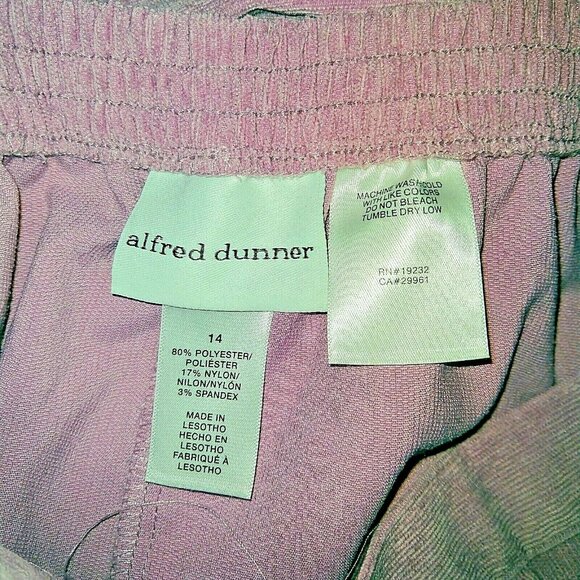 alfred dunner
14
80% POLYESTER/
POLIÉSTER
17% NYLON/
NILON/NYLÓN
3% SPANDEX
MADE IN
LESOTHO
HECHO EN
LESOTHO
FABRIQUÉ À
LESOTHO
MACHINE WASH COLD
WITH LIKE COLORS
DO NOT BLEACH
TUMBLE DRY LOW
RN#19232
CA#29961